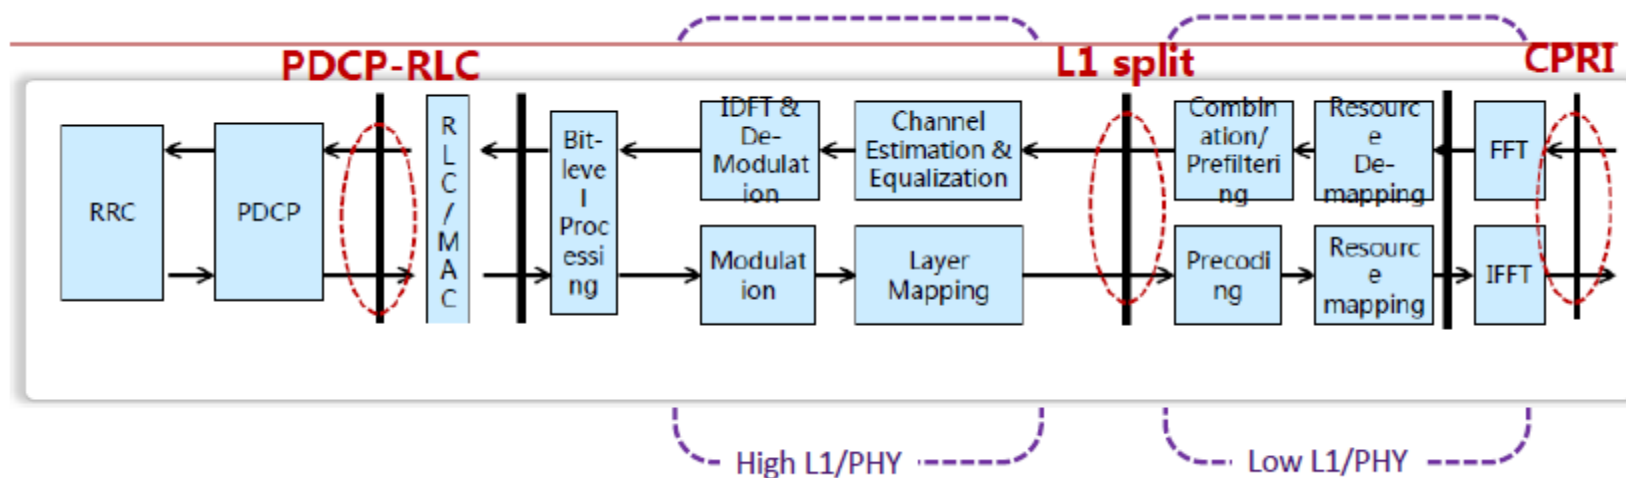 PDCP-RLC
L1 split
CPRI
RRC
PDCP
R
L
C
/
M
A
C
Bit-
leve
l
Proc
essi
ng
IDFT &
De-
Modulat
ion
Channel
Estimation &
Equalization
Combin
ation/
Prefilteri
ng
Resourc
e
De-
mapping
FFT
Modulat
ion
Layer
Mapping
Precodi
ng
Resourc
e
mapping
IFFT
High L1/PHY
Low L1/PHY